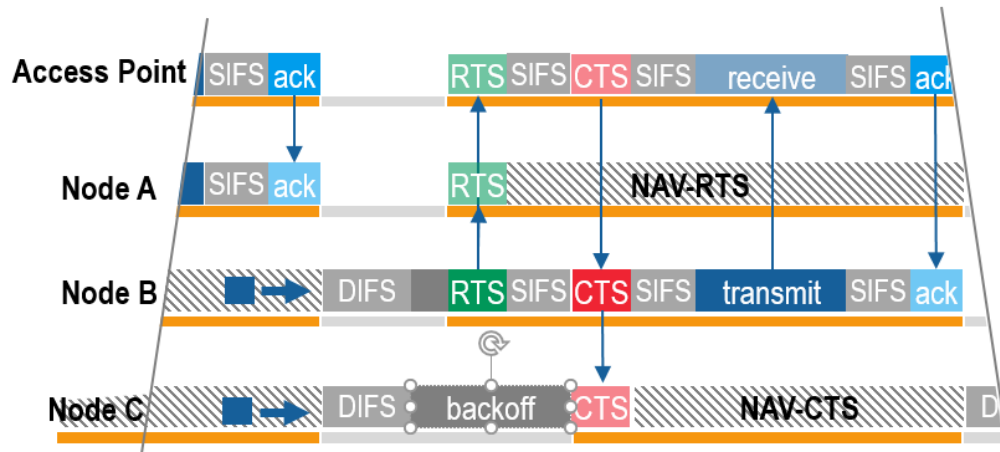 Access Point SIFS ack RTS SIFS CTS SIFS receive SIFS ack
Node A SIFS ack RTS NAV-RTS
Node B DIFS RTS SIFS CTS SIFS transmit SIFS ack
Node C DIFS backoff CTS NAV-CTS D